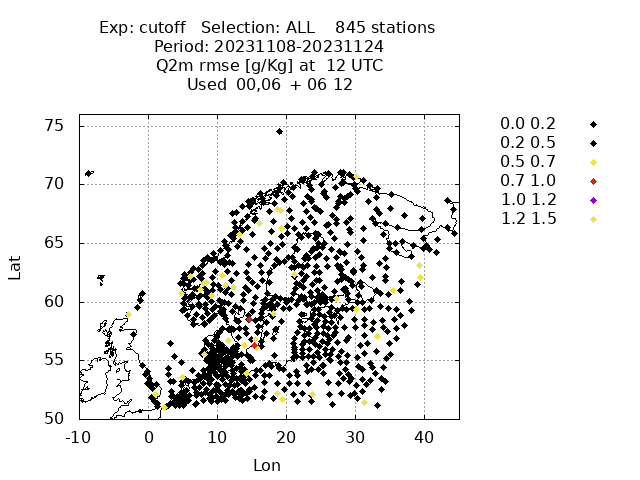 Exp: cutoff Selection: ALL 845 stations
Period: 20231108-20231124
Q2m rmse [g/Kg] at 12 UTC
Used 00,06 + 06 12
75
70
65
60
55
50
-10 0 10 20 30 40
Lat
Lon
0.0 0.2
0.2 0.5
0.5 0.7
0.7 1.0
1.0 1.2
1.2 1.5